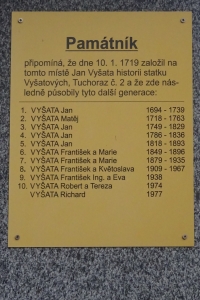 Památník
připomíná, že dne 10. 1. 1719 založil na
tomto místě Jan Vyšata historii statku
Vyšatových, Tuchoraz č. 2 a že zde nás-
ledně působily tyto další generace:
1. VYŠATA Jan 1694 - 1739
2. VYŠATA Matěj 1718 - 1763
3. VYŠATA Jan 1749 - 1829
4. VYŠATA Jan 1786 - 1836
5. VYŠATA Jan 1818 - 1893
6. VYŠATA František a Marie 1849 - 1896
7. VYŠATA František a Marie 1879 - 1935
8. VYŠATA František a Květoslava 1909 - 1967
9. VYŠATA František Ing. a Eva 1938
10. VYŠATA Robert a Tereza 1974
VYŠATA Richard 1977